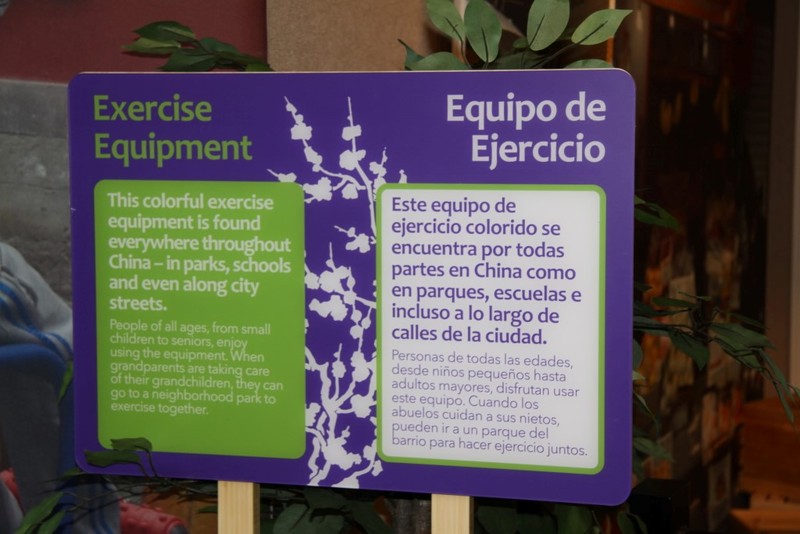 Exercise
Equipment
This colorful exercise
equipment is found
everywhere throughout
China – in parks, schools
and even along city
streets.
People of all ages, from small
children to seniors, enjoy
using the equipment. When
grandparents are taking care
of their grandchildren, they can
go to a neighborhood park to
exercise together.
Equipo de
Ejercicio
Este equipo de
ejercicio colorido se
encuentra por todas
partes en China como
en parques, escuelas e
incluso a lo largo de
calles de la ciudad.
Personas de todas las edades,
desde niños pequeños hasta
adultos mayores, disfrutan usar
este equipo. Cuando los
abuelos cuidan a sus nietos,
pueden ir a un parque del
barrio para hacer ejercicio juntos.